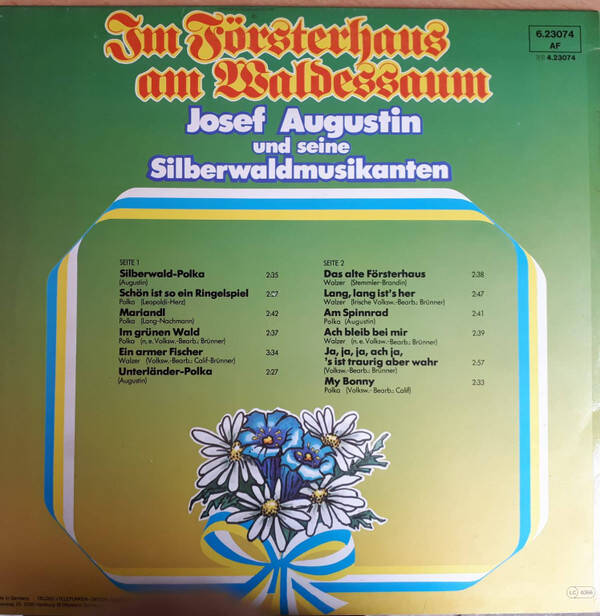 Im Försterhaus
am Waldessaum
6.23074
AF
4.23074
Josef Augustin
und seine
Silberwaldmusikanten
SEITE 1
Silberwald-Polka 2:35
(Augustin)
Schön ist so ein Ringelspiel
Polka (Leopoldi-Herz)
Mariandl 2:42
Polka (Lang-Nachmann)
Im grünen Wald 2:37
Polka (n. e. Volksw.-Bearb.: Brünner)
Ein armer Fischer 3:34
Walzer (Volksw.-Bearb.: Calif-Brünner)
Unterländer-Polka 2:27
(Augustin)
SEITE 2
Das alte Försterhaus 2:38
Walzer (Stemmler-Brandin)
Lang, lang ist's her 2:47
Walzer (Irische Volksw.-Bearb.: Brünner)
Am Spinnrad 2:41
Polka (Augustin)
Ach bleib bei mir 2:39
Walzer (n. e. Volksw.-Bearb.: Brünner)
Ja, ja, ja, ach ja,
's ist traurig aber wahr 2:57
(Volksw.-Bearb.: Brünner)
My Bonny 2:33
Polka (Volksw.-Bearb.: Calif)
in Germany
LC